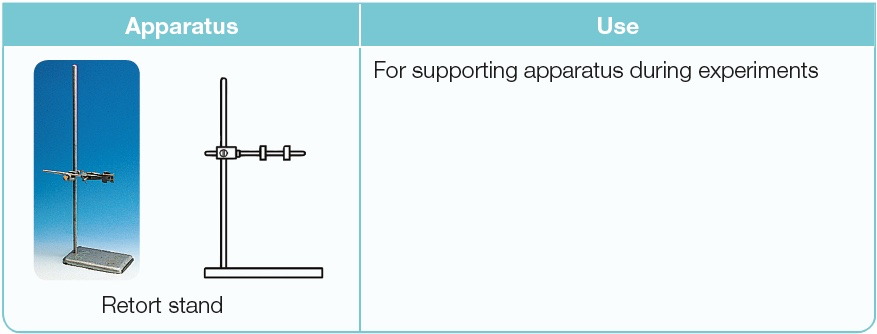 Apparatus
Use
For supporting apparatus during experiments
Retort stand